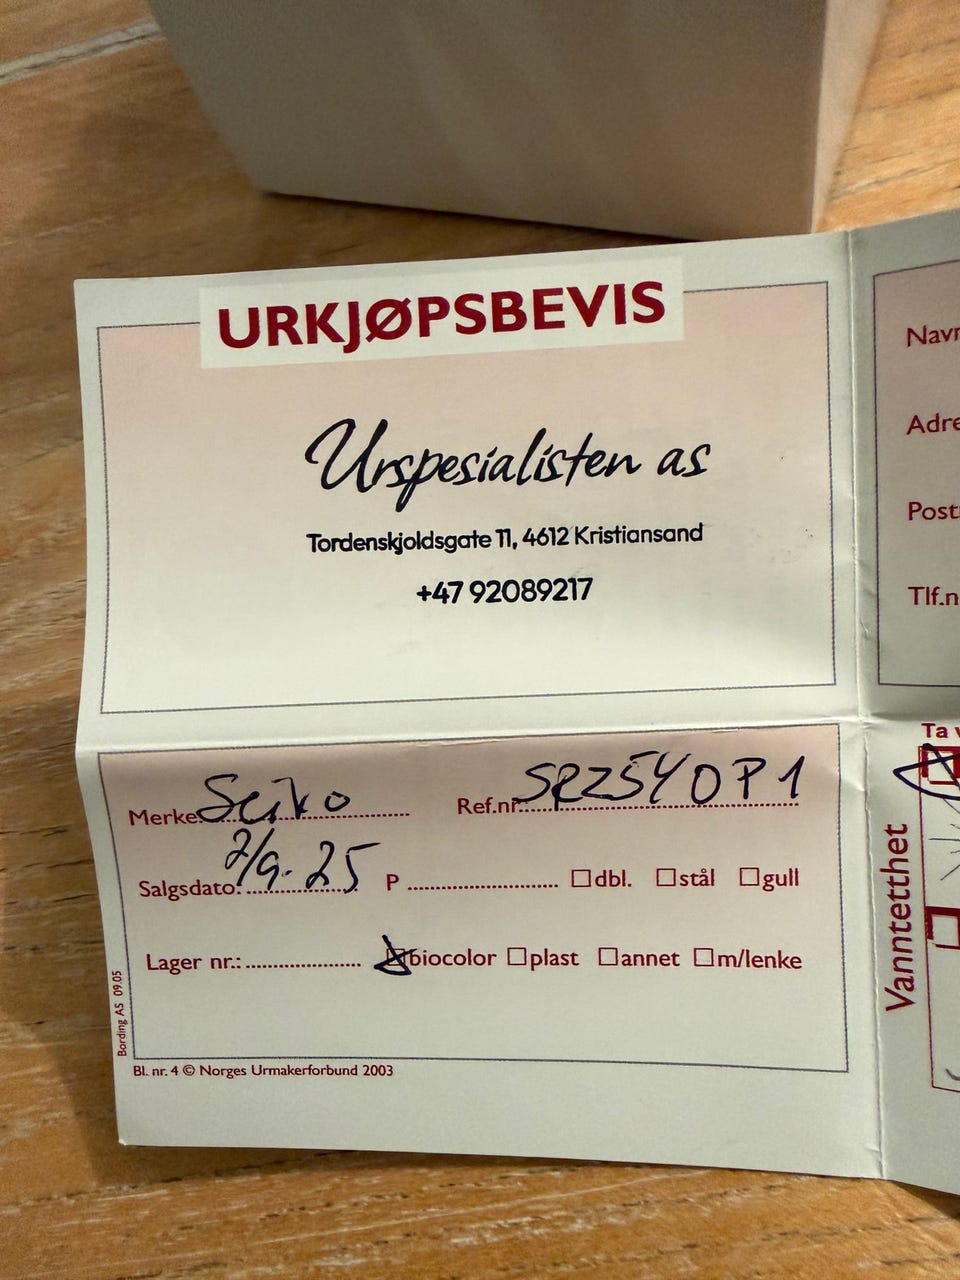 URKJØPSBEVIS
Urspesialisten as
Tordenskjoldsgate 11, 4612 Kristiansand
+47 92089217
Merke: Seiko Ref.nr. SRZ540P1
Salgsdato: 2/9-25 P dbl. stål gull
Lager nr.: biocolor plast annet m/lenke
Bording AS 09.05
Bl. nr. 4 © Norges Urmakerforbund 2003
Navn
Adre
Post
Tlf.n
Ta v
Vanntetthet